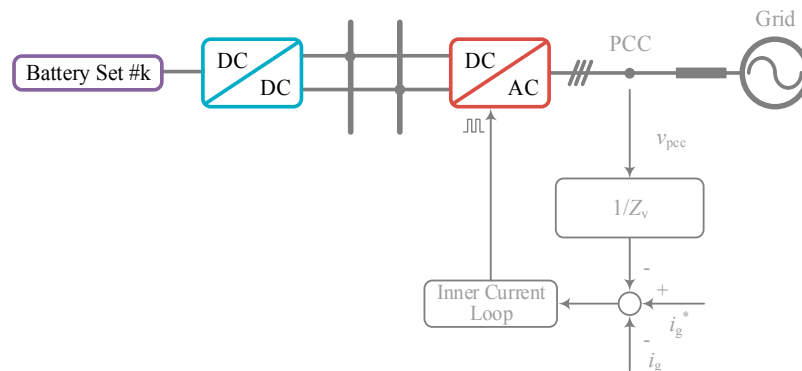 Grid
PCC
Battery Set #k
DC
DC
DC
AC
v_pcc
1/Z_v
-
+
Inner Current
Loop
i_g*
-
i_g